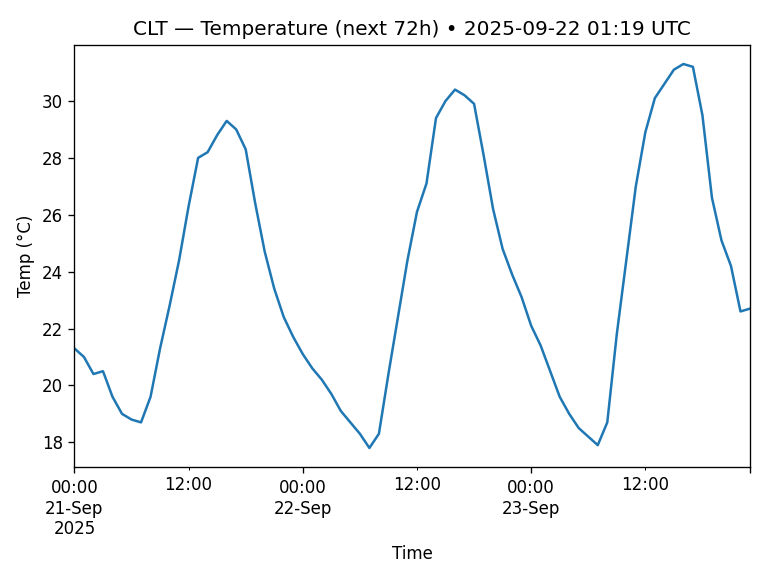 CLT — Temperature (next 72h) • 2025-09-22 01:19 UTC
Temp (°C)
30
28
26
24
22
20
18
00:00 12:00 00:00 12:00 00:00 12:00
21-Sep 22-Sep 23-Sep
2025
Time